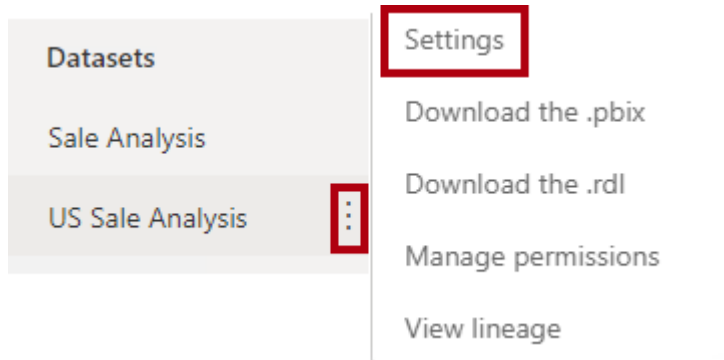 Datasets
Sale Analysis
US Sale Analysis
Settings
Download the .pbix
Download the .rdl
Manage permissions
View lineage